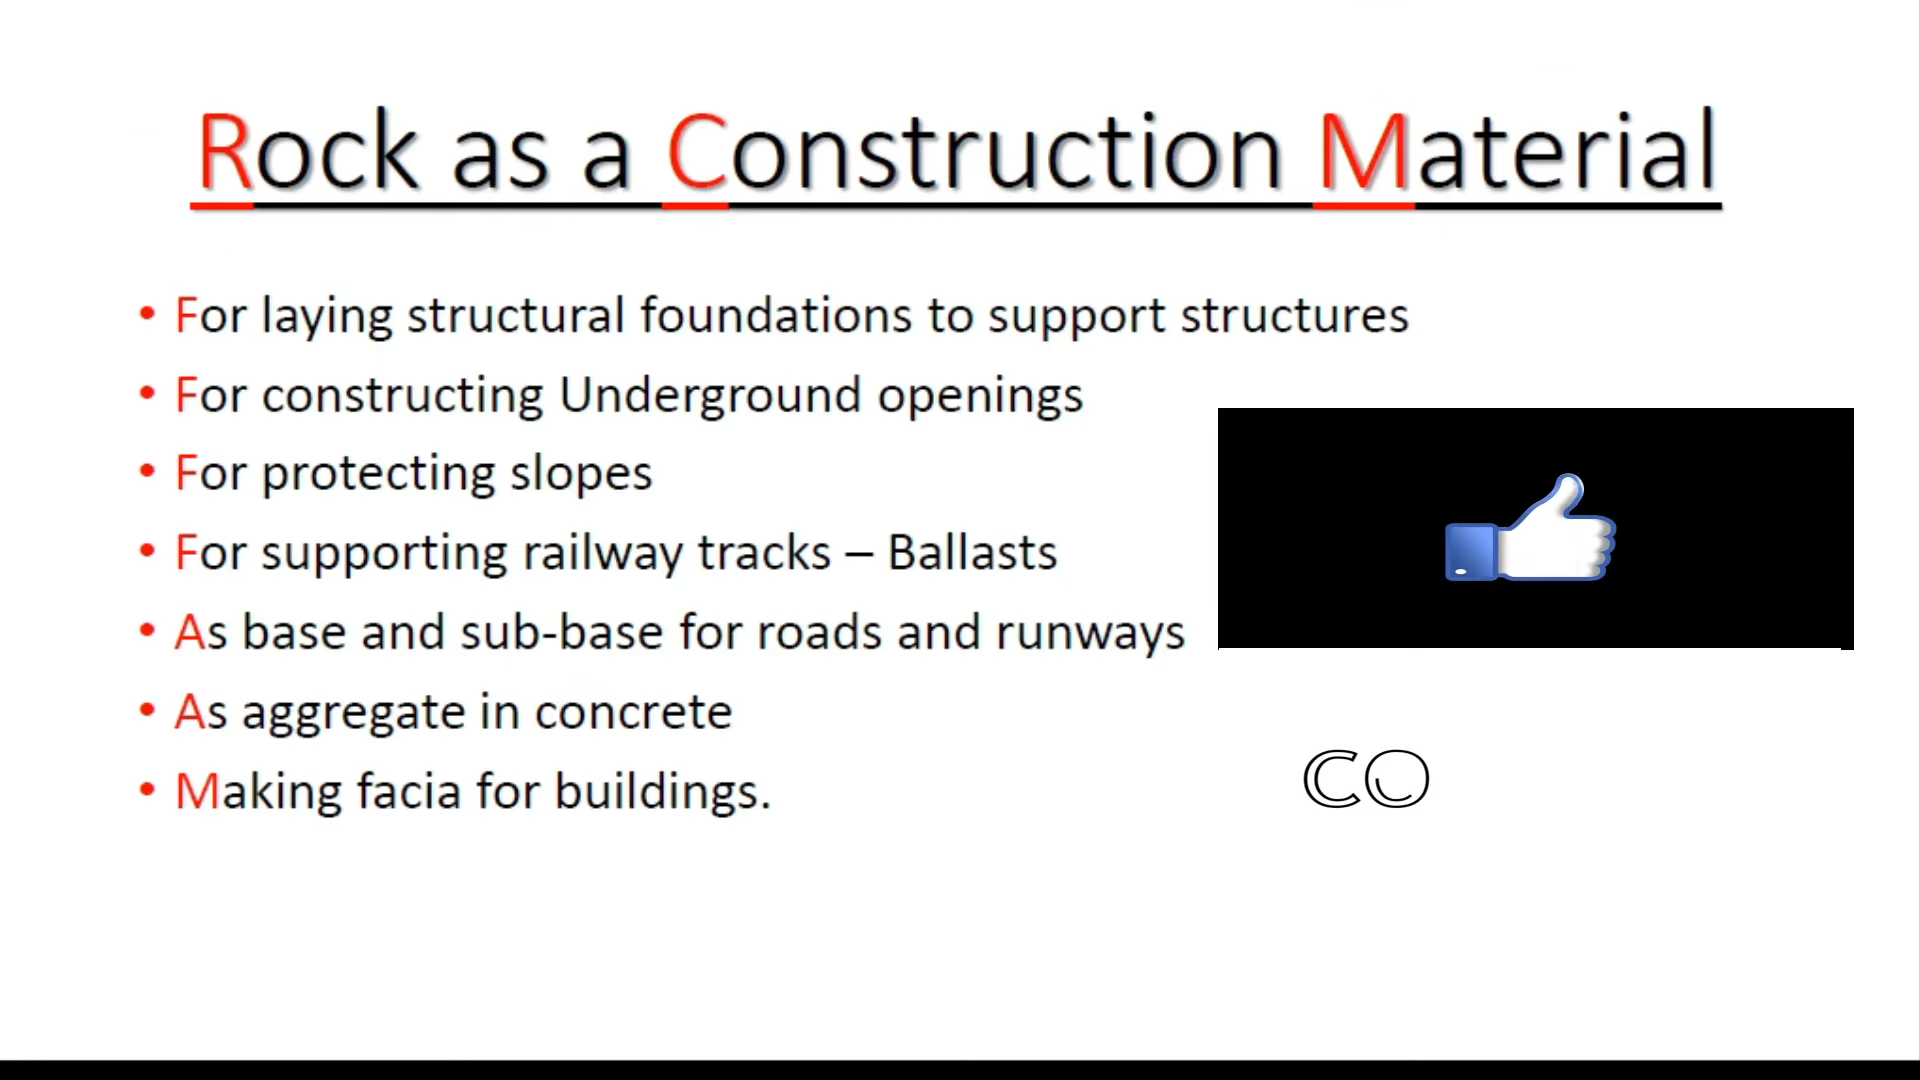 Rock as a Construction Material
• For laying structural foundations to support structures
• For constructing Underground openings
• For protecting slopes
• For supporting railway tracks – Ballasts
• As base and sub-base for roads and runways
• As aggregate in concrete
• Making facia for buildings.
CO